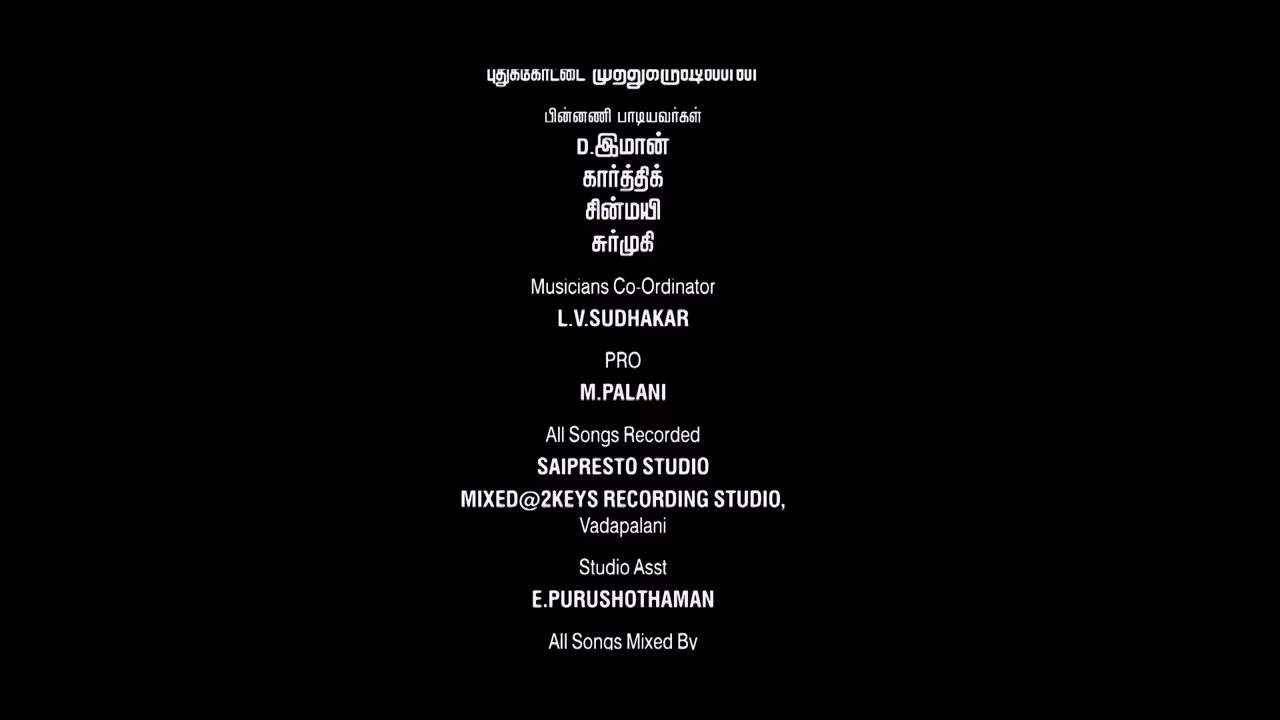 புதுக்கோட்டை
பின்னணி பாடியவர்கள்
D.இமான்
கார்த்திக்
சின்மயி
சுர்முகி
Musicians Co-Ordinator
L.V.SUDHAKAR
PRO
M.PALANI
All Songs Recorded
SAIPRESTO STUDIO
MIXED@2KEYS RECORDING STUDIO,
Vadapalani
Studio Asst
E.PURUSHOTHAMAN
All Songs Mixed By